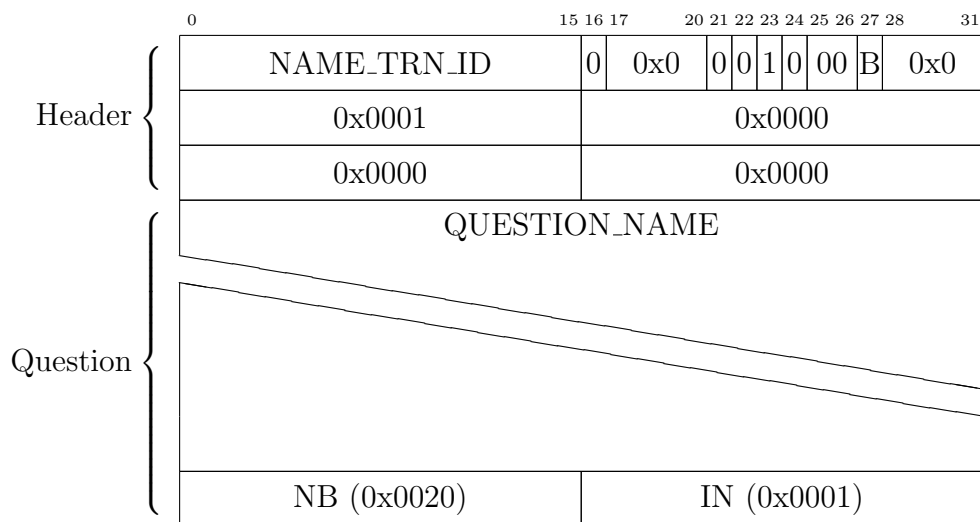 0 15 16 17 20 21 22 23 24 25 26 27 28 31
NAME_TRN_ID 0 0x0 0 0 1 0 00 B 0x0
Header
0x0001 0x0000
0x0000 0x0000
QUESTION_NAME
Question
NB (0x0020) IN (0x0001)